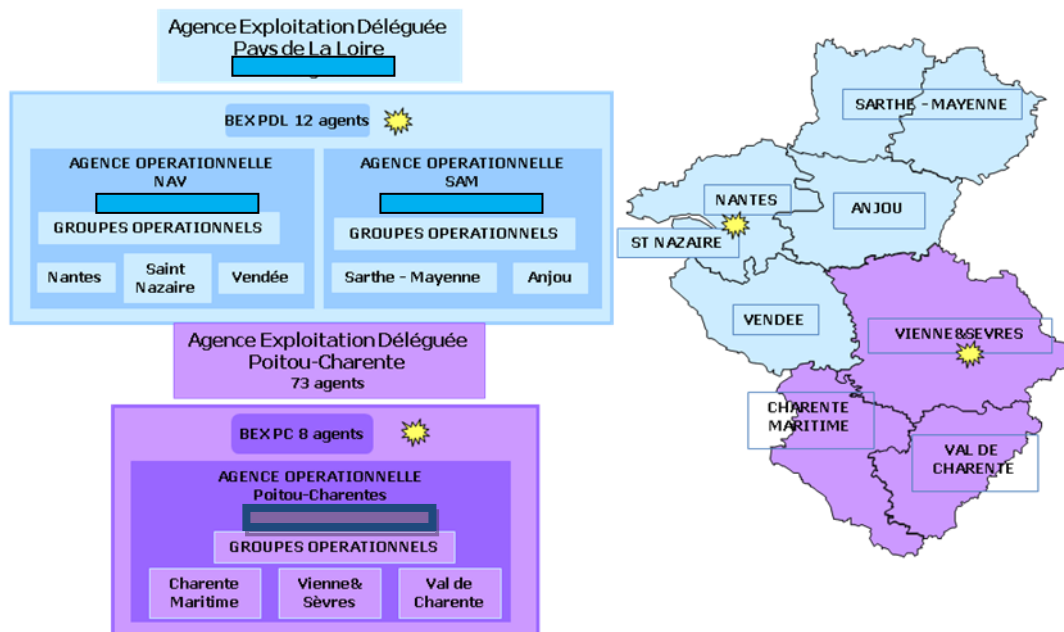 Agence Exploitation Déléguée
Pays de La Loire
BEX PDL 12 agents
AGENCE OPERATIONNELLE
NAV
GROUPES OPERATIONNELS
Nantes
Saint
Nazaire
Vendée
AGENCE OPERATIONNELLE
SAM
GROUPES OPERATIONNELS
Sarthe - Mayenne
Anjou
Agence Exploitation Déléguée
Poitou-Charente
73 agents
BEX PC 8 agents
AGENCE OPERATIONNELLE
Poitou-Charentes
GROUPES OPERATIONNELS
Charente
Maritime
Vienne&
Sèvres
Val de
Charente
SARTHE - MAYENNE
NANTES
ANJOU
ST NAZAIRE
VENDEE
VIENNE&SEVRES
CHARENTE
MARITIME
VAL DE
CHARENTE